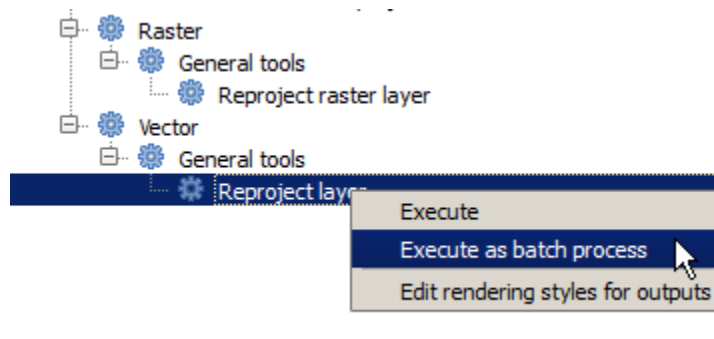 Raster
General tools
Reproject raster layer
Vector
General tools
Reproject layer
Execute
Execute as batch process
Edit rendering styles for outputs